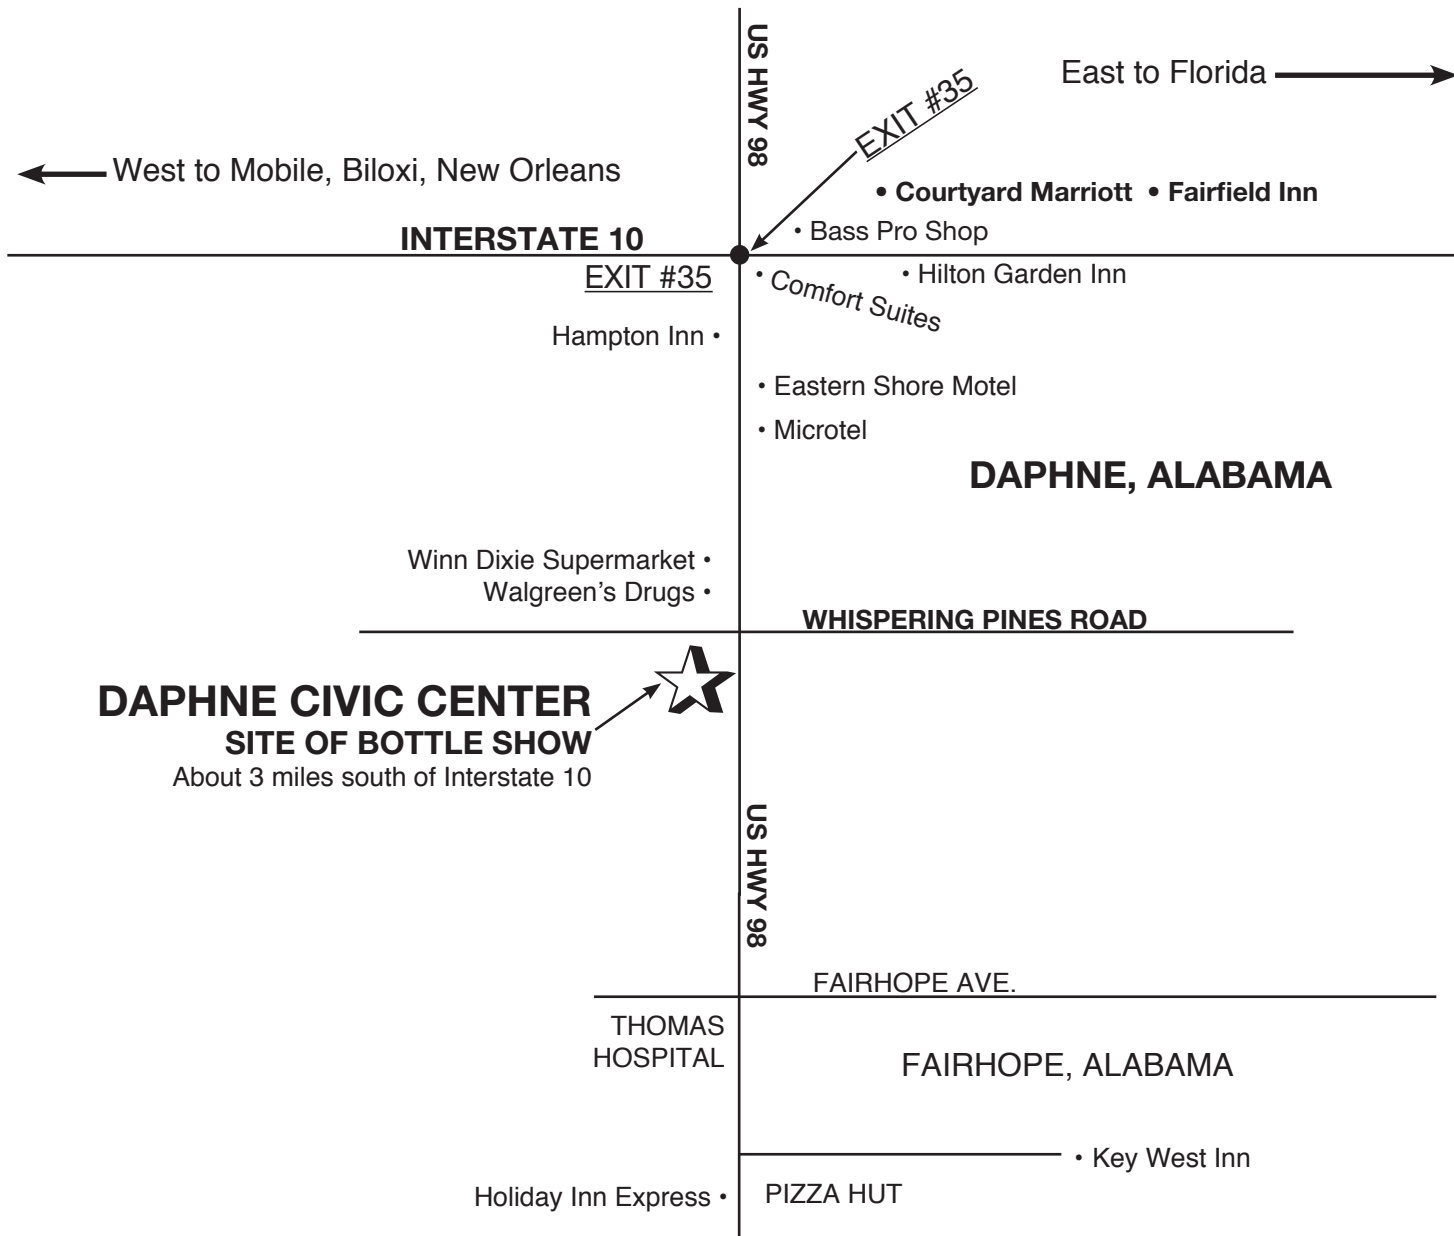 US HWY 98
East to Florida
EXIT #35
West to Mobile, Biloxi, New Orleans
• Courtyard Marriott • Fairfield Inn
• Bass Pro Shop
INTERSTATE 10
EXIT #35
• Comfort Suites
• Hilton Garden Inn
Hampton Inn •
• Eastern Shore Motel
• Microtel
DAPHNE, ALABAMA
Winn Dixie Supermarket •
Walgreen’s Drugs •
WHISPERING PINES ROAD
DAPHNE CIVIC CENTER
SITE OF BOTTLE SHOW
About 3 miles south of Interstate 10
US HWY 98
FAIRHOPE AVE.
THOMAS
HOSPITAL
FAIRHOPE, ALABAMA
• Key West Inn
Holiday Inn Express •
PIZZA HUT